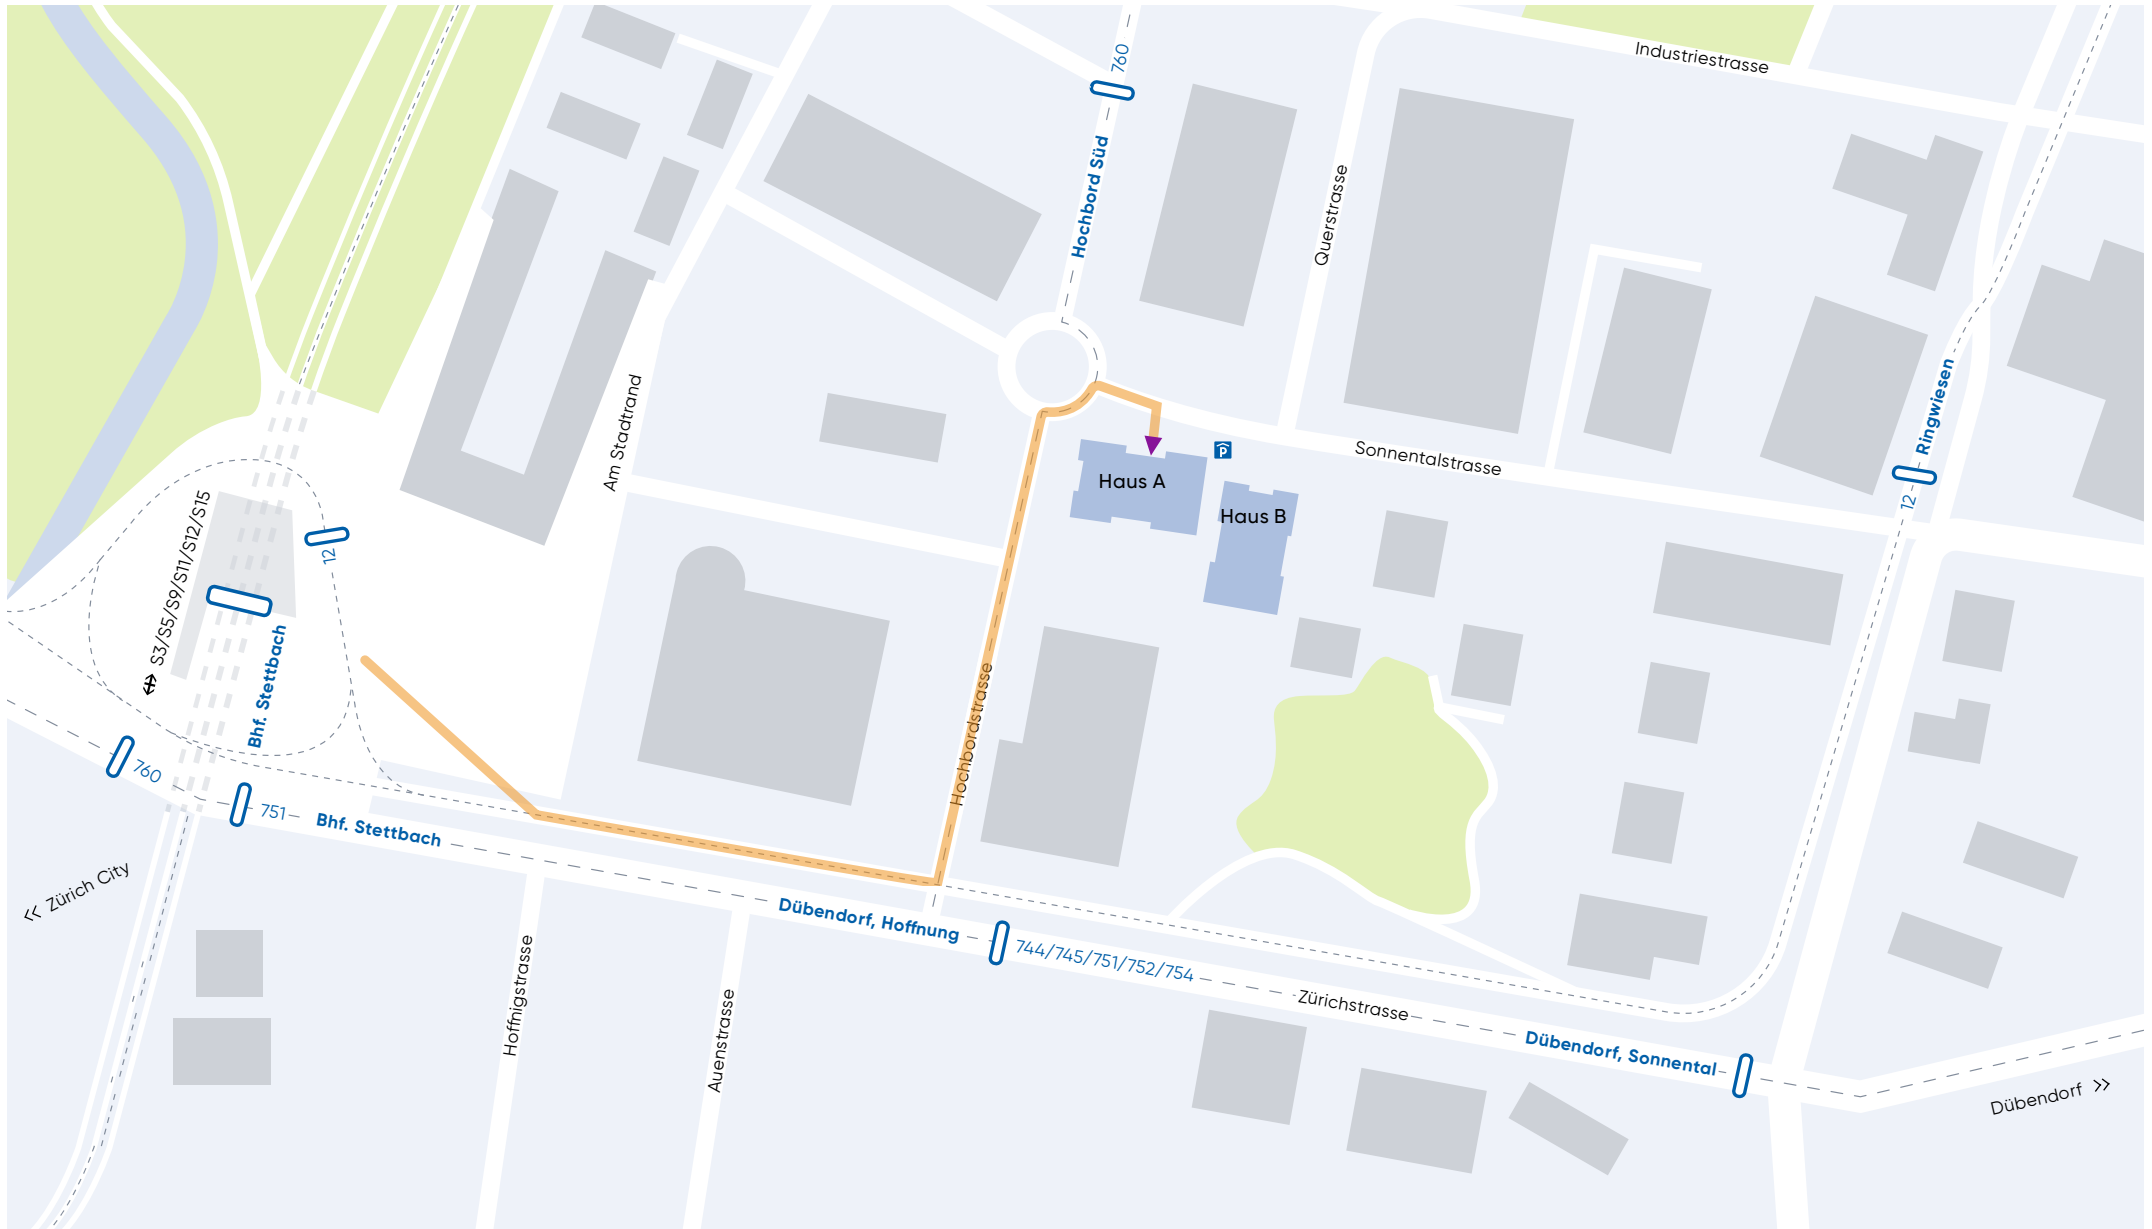 Industriestrasse
760
Hochbord Süd
Querstrasse
Am Stadtrand
Sonnentalstrasse
Ringwiesen
12
P
Haus A
Haus B
S3/S5/S9/S11/S12/S15
12
Bhf. Stettbach
Hochbordstrasse
760
751
Bhf. Stettbach
<< Zürich City
Dübendorf, Hoffnung
744/745/751/752/754
Hoffnigstrasse
Auenstrasse
Zürichstrasse
Dübendorf, Sonnental
Dübendorf >>